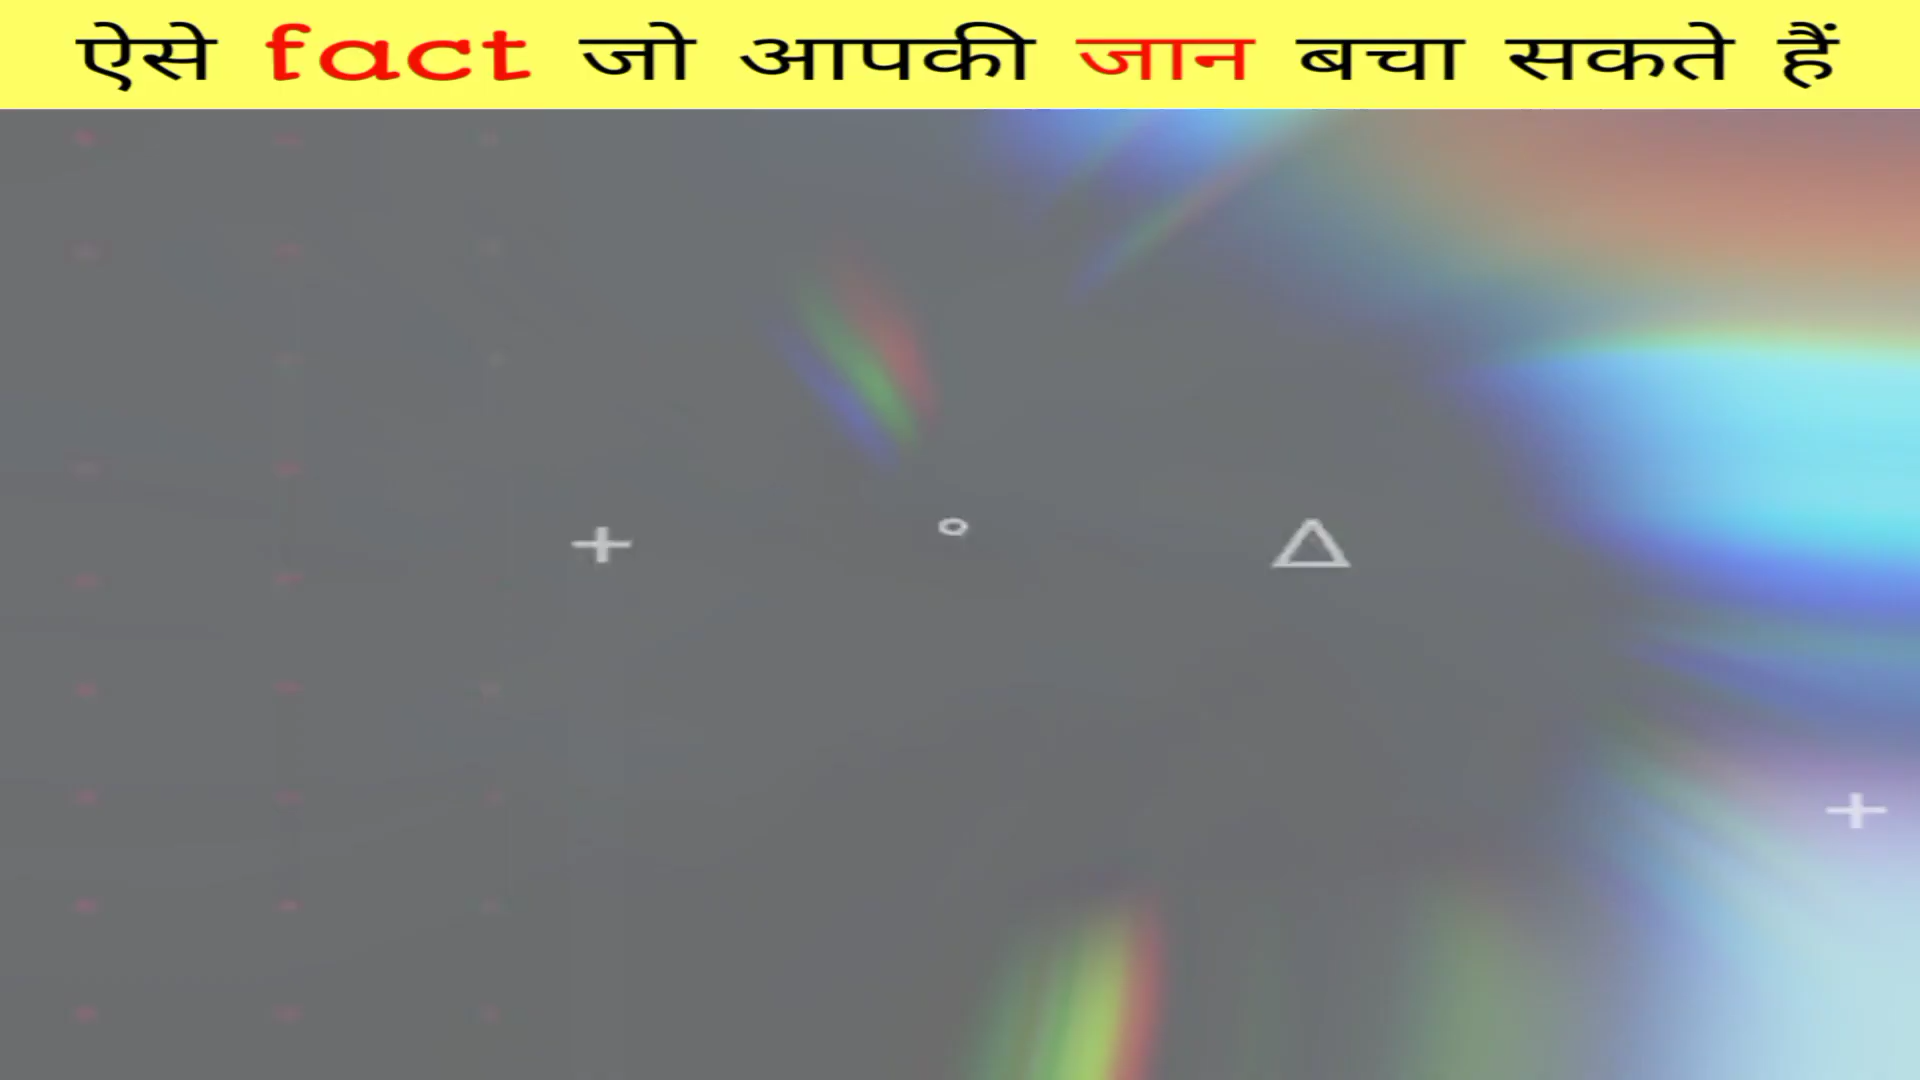 ऐसे fact जो आपकी जान बचा सकते हैं